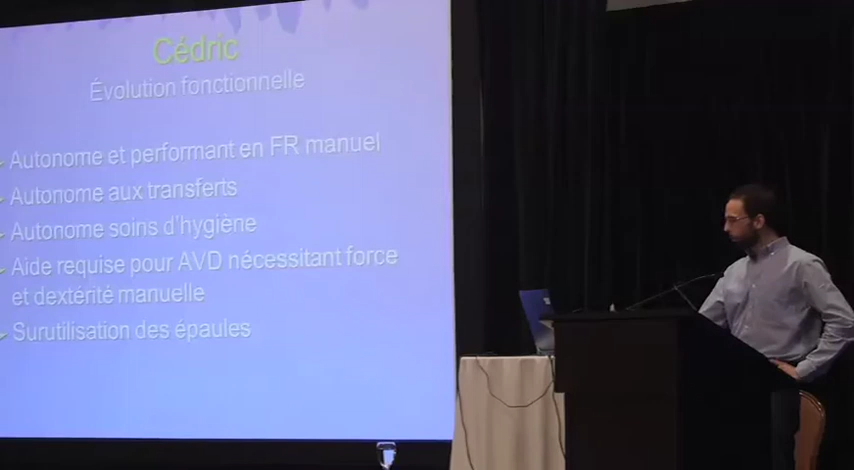 Cédric
Évolution fonctionnelle
Autonome et performant en FR manuel
Autonome aux transferts
Autonome soins d'hygiène
Aide requise pour AVD nécessitant force
et dextérité manuelle
Surutilisation des épaules